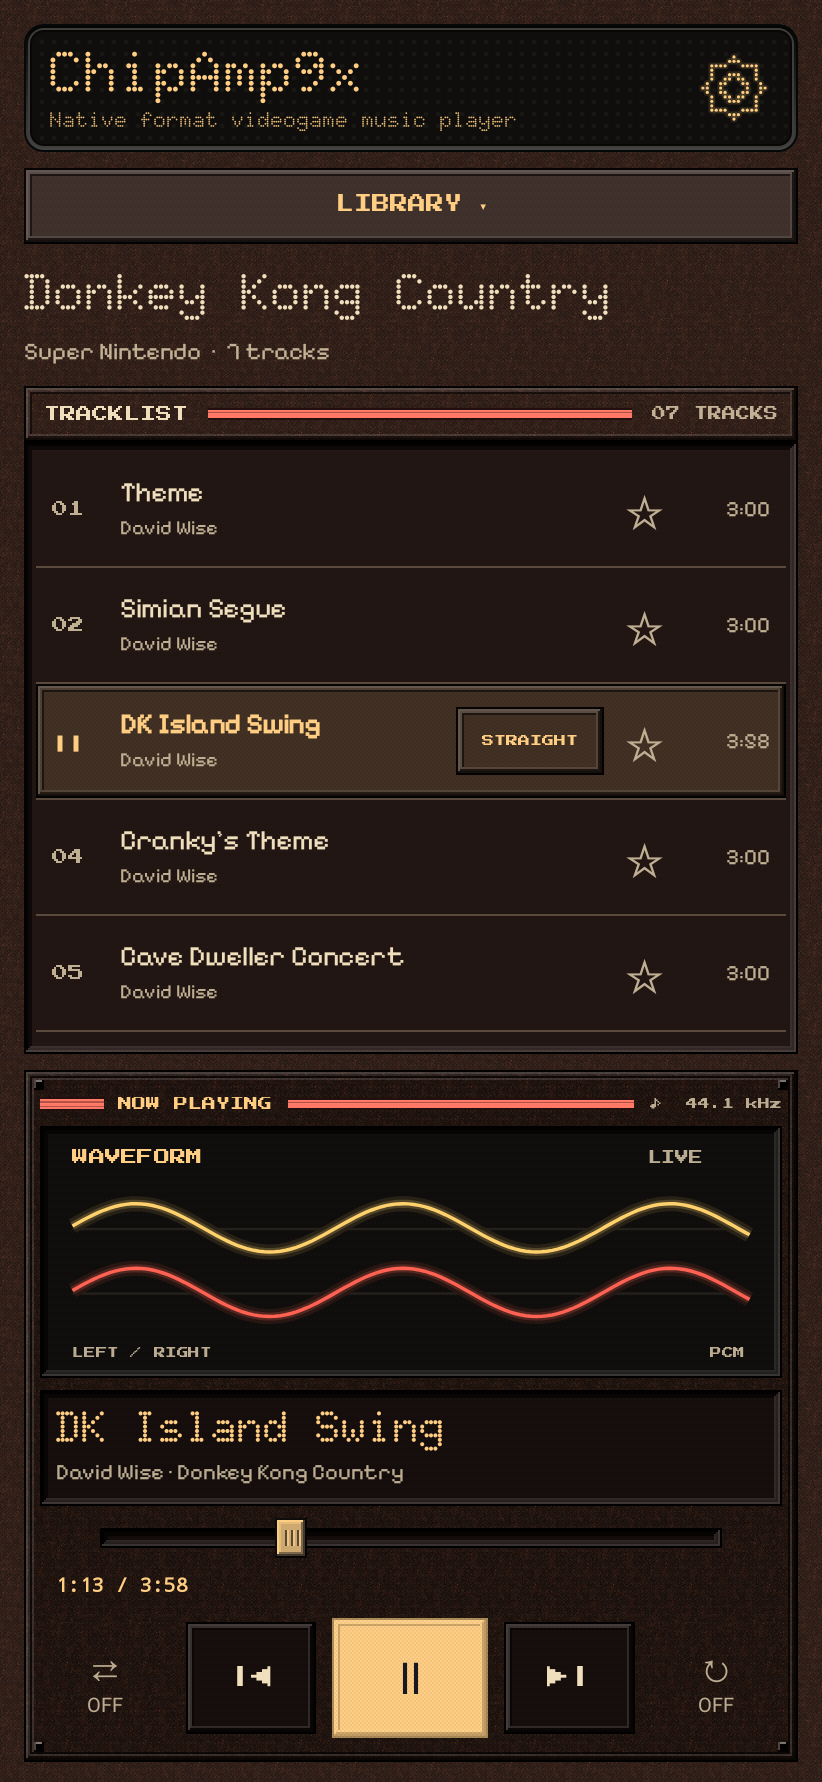 ChipAmp9x
Native format videogame music player
LIBRARY ▾
Donkey Kong Country
Super Nintendo · 7 tracks
TRACKLIST 07 TRACKS
01 Theme 3:00
David Wise
02 Simian Segue 3:00
David Wise
DK Island Swing STRAIGHT 3:58
David Wise
04 Cranky's Theme 3:00
David Wise
05 Cave Dweller Concert 3:00
David Wise
NOW PLAYING ♪ 44.1 kHz
WAVEFORM LIVE
LEFT / RIGHT PCM
DK Island Swing
David Wise · Donkey Kong Country
1:13 / 3:58
OFF OFF